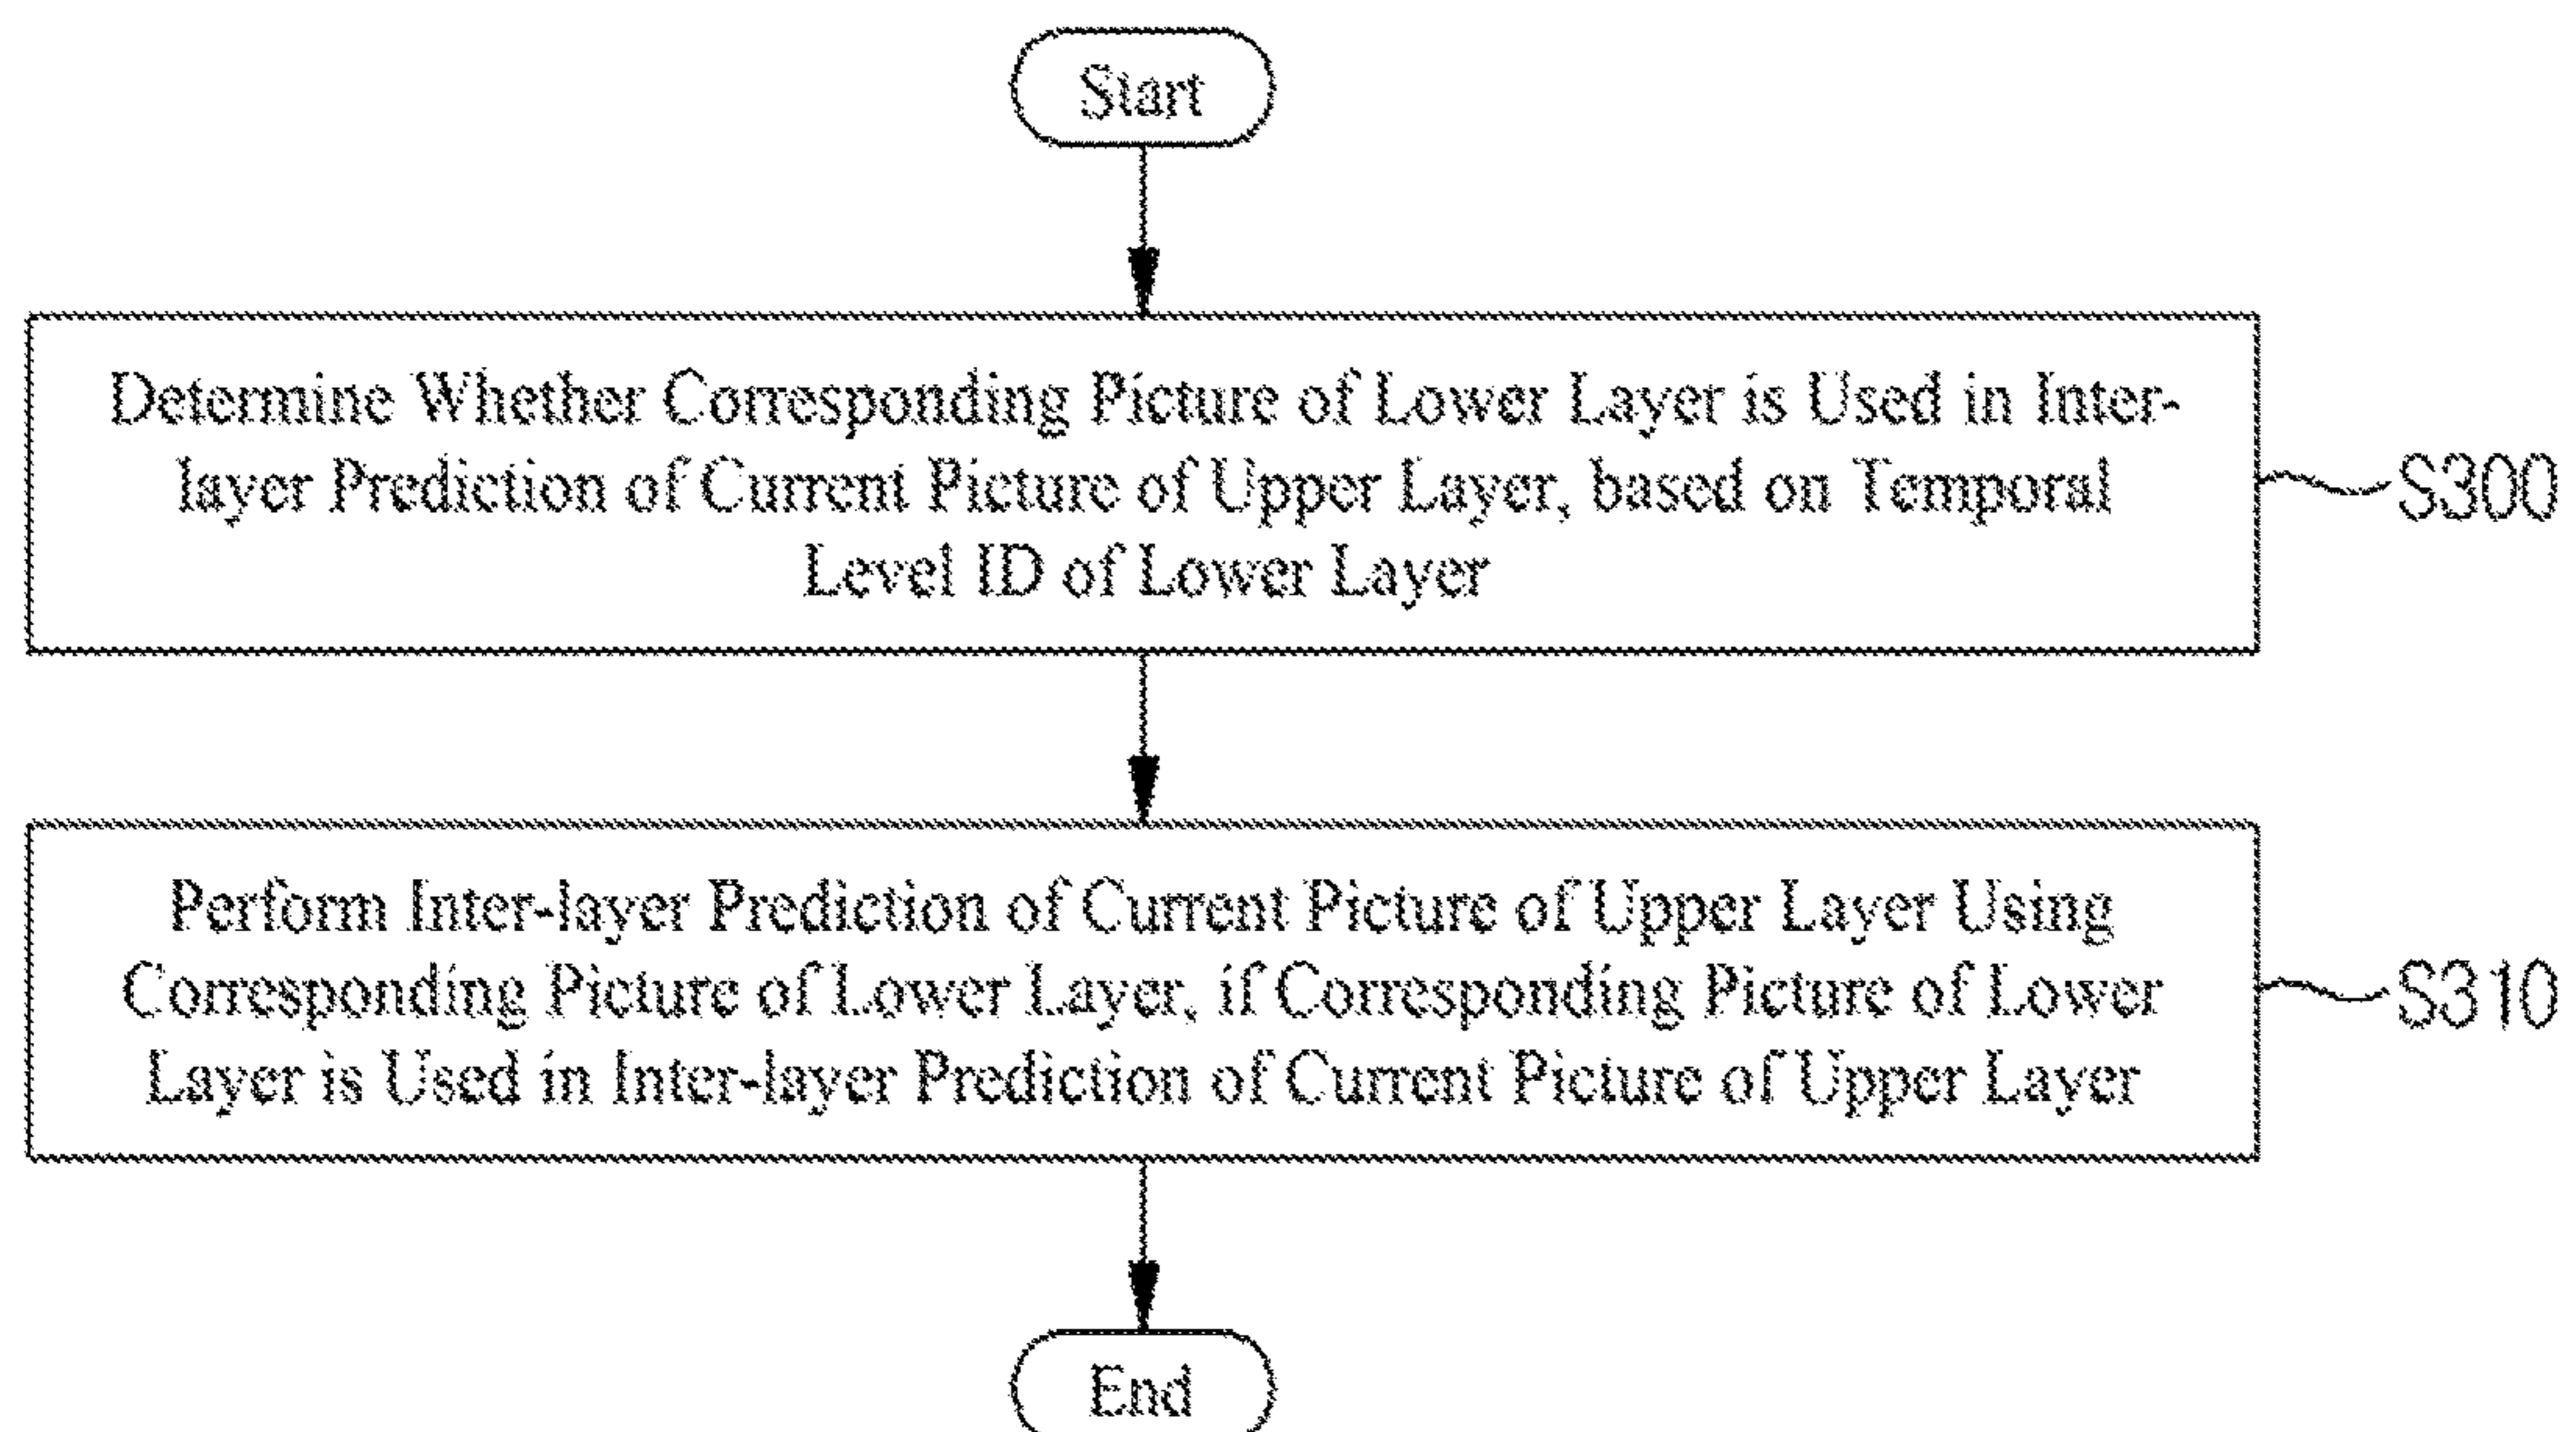 Start
Determine Whether Corresponding Picture of Lower Layer is Used in Inter-
layer Prediction of Current Picture of Upper Layer, based on Temporal
Level ID of Lower Layer
S300
Perform Inter-layer Prediction of Current Picture of Upper Layer Using
Corresponding Picture of Lower Layer, if Corresponding Picture of Lower
Layer is Used in Inter-layer Prediction of Current Picture of Upper Layer
S310
End